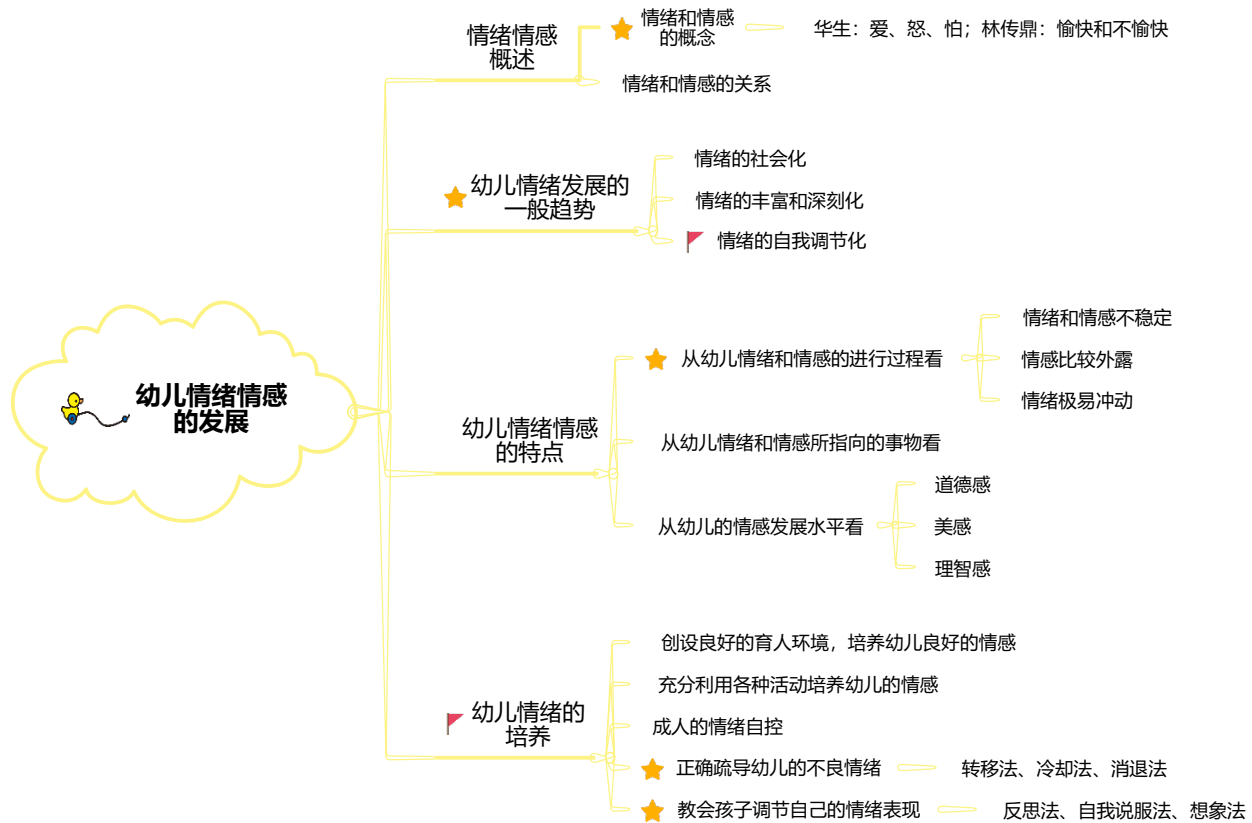 幼儿情绪情感
的发展
情绪情感
概述
情绪和情感
的概念
华生：爱、怒、怕；林传鼎：愉快和不愉快
情绪和情感的关系
幼儿情绪发展的
一般趋势
情绪的社会化
情绪的丰富和深刻化
情绪的自我调节化
幼儿情绪情感
的特点
从幼儿情绪和情感的进行过程看
情绪和情感不稳定
情感比较外露
情绪极易冲动
从幼儿情绪和情感所指向的事物看
从幼儿的情感发展水平看
道德感
美感
理智感
幼儿情绪的
培养
创设良好的育人环境，培养幼儿良好的情感
充分利用各种活动培养幼儿的情感
成人的情绪自控
正确疏导幼儿的不良情绪
转移法、冷却法、消退法
教会孩子调节自己的情绪表现
反思法、自我说服法、想象法